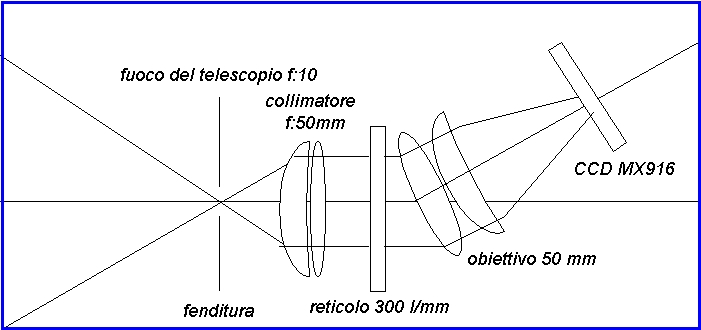 fuoco del telescopio f:10
collimatore
f:50mm
CCD MX916
obiettivo 50 mm
fenditura
reticolo 300 l/mm